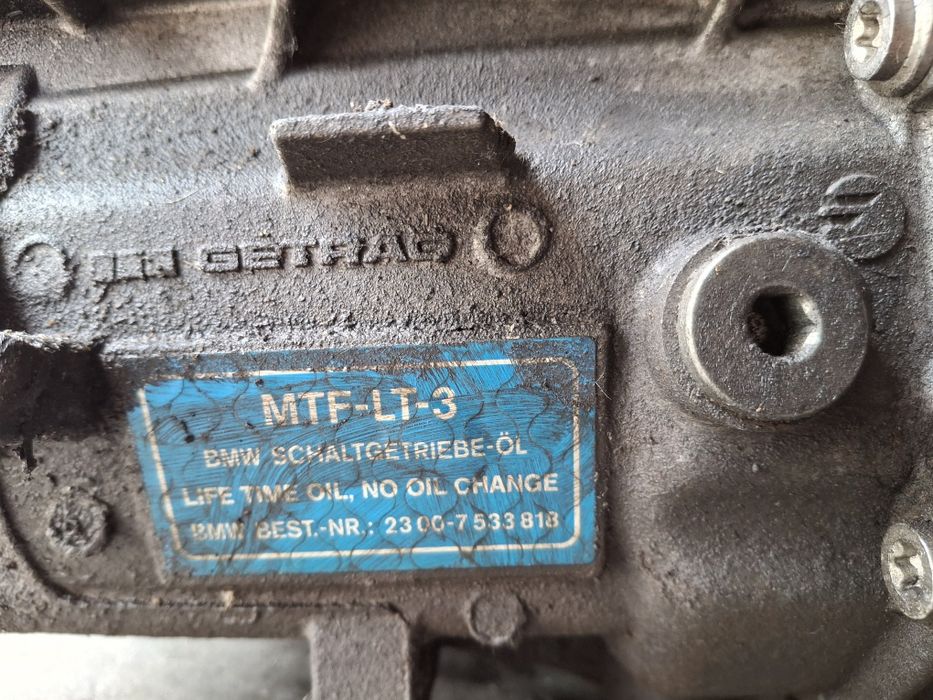 GETRAG
MTF-LT-3
BMW SCHALTGETRIEBE-ÖL
LIFE TIME OIL, NO OIL CHANGE
BMW BEST.-NR.: 23 00-7 533 818